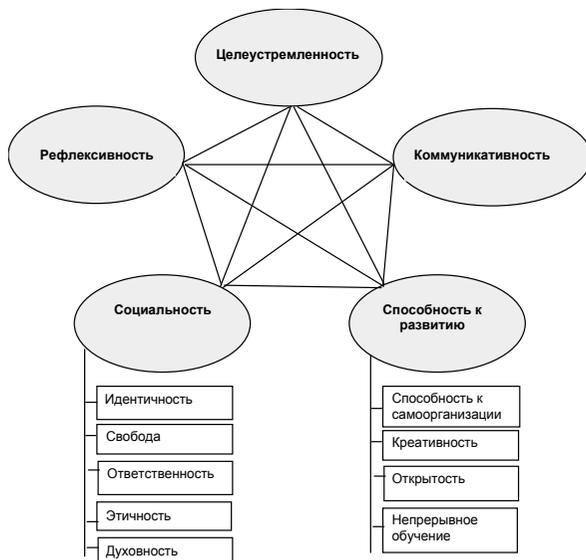 Целеустремленность
Рефлексивность
Коммуникативность
Социальность
Способность к
развитию
Идентичность
Свобода
Ответственность
Этичность
Духовность
Способность к
самоорганизации
Креативность
Открытость
Непрерывное
обучение